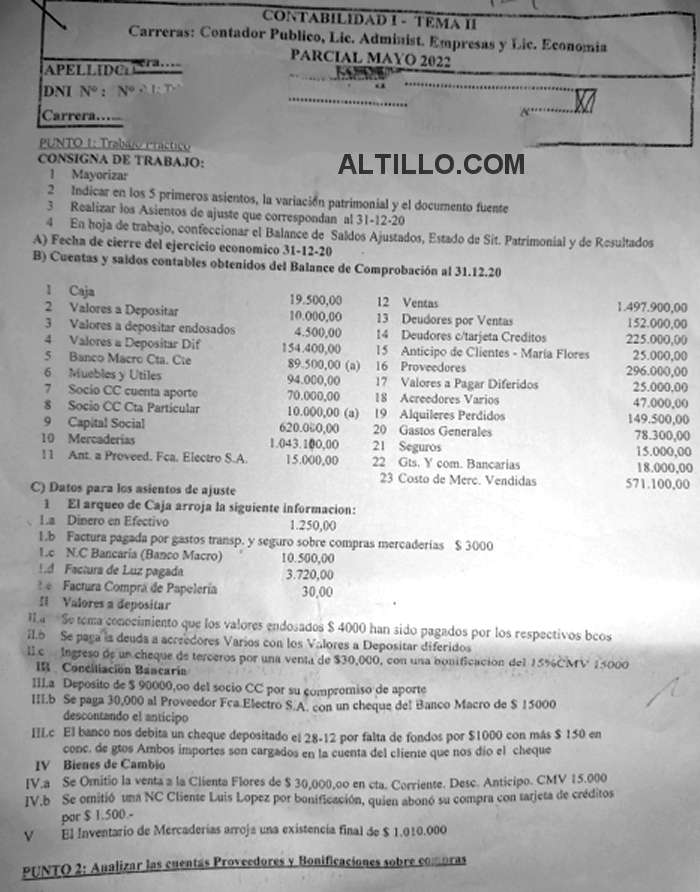 CONTABILIDAD I - TEMA II
Carreras: Contador Publico, Lic. Administ. Empresas y Lic. Economia
PARCIAL MAYO 2022
APELLIDO
DNI Nº: Nº
Carrera......
PUNTO 1: Trabajo Práctico
ALTILLO.COM
CONSIGNA DE TRABAJO:
1 Mayorizar
2 Indicar en los 5 primeros asientos, la variación patrimonial y el documento fuente
3 Realizar los Asientos de ajuste que correspondan al 31-12-20
4 En hoja de trabajo, confeccionar el Balance de Saldos Ajustados, Estado de Sit. Patrimonial y de Resultados
A) Fecha de cierre del ejercicio economico 31-12-20
B) Cuentas y saldos contables obtenidos del Balance de Comprobación al 31.12.20
1 Caja 19.500,00
2 Valores a Depositar 10.000,00
3 Valores a depositar endosados 4.500,00
4 Valores a Depositar Dif 154.400,00
5 Banco Macro Cta. Cte 89.500,00 (a)
6 Muebles y Utiles 94.000,00
7 Socio CC cuenta aporte 70.000,00
8 Socio CC Cta Particular 10.000,00 (a)
9 Capital Social 620.000,00
10 Mercaderias 1.043.100,00
11 Ant. a Proveed. Fca. Electro S.A. 15.000,00
12 Ventas 1.497.900,00
13 Deudores por Ventas 152.000,00
14 Deudores c/tarjeta Creditos 225.000,00
15 Anticipo de Clientes - María Flores 25.000,00
16 Proveedores 296.000,00
17 Valores a Pagar Diferidos 25.000,00
18 Acreedores Varios 47.000,00
19 Alquileres Perdidos 149.500,00
20 Gastos Generales 78.300,00
21 Seguros 15.000,00
22 Gts. Y com. Bancarias 18.000,00
23 Costo de Merc. Vendidas 571.100,00
C) Datos para los asientos de ajuste
I El arqueo de Caja arroja la siguiente informacion:
I.a Dinero en Efectivo 1.250,00
I.b Factura pagada por gastos transp. y seguro sobre compras mercaderías $ 3000
I.c N.C Bancaria (Banco Macro) 10.500,00
I.d Factura de Luz pagada 3.720,00
I.e Factura Compra de Papelería 30,00
II Valores a depositar
II.a Se toma conocimiento que los valores endosados $ 4000 han sido pagados por los respectivos bcos
II.b Se paga la deuda a acreedores Varios con los Valores a Depositar diferidos
II.c Ingreso de un cheque de terceros por una venta de $30,000, con una bonificacion del 15%CMV 15000
III Conciliación Bancaria
III.a Deposito de $ 90000,oo del socio CC por su compromiso de aporte
III.b Se paga 30,000 al Proveedor Fca.Electro S.A. con un cheque del Banco Macro de $ 15000
descontando el anticipo
III.c El banco nos debita un cheque depositado el 28-12 por falta de fondos por $1000 con más $ 150 en
conc. de gtos Ambos importes son cargados en la cuenta del cliente que nos dio el cheque
IV Bienes de Cambio
IV.a Se Omitio la venta a la Clienta Flores de $ 30,000,oo en cta. Corriente. Desc. Anticipo. CMV 15.000
IV.b Se omitió una NC Cliente Luis Lopez por bonificación, quien abonó su compra con tarjeta de créditos
por $ 1.500.-
V El Inventario de Mercaderías arroja una existencia final de $ 1.010.000
PUNTO 2: Analizar las cuentas Proveedores y Bonificaciones sobre compras